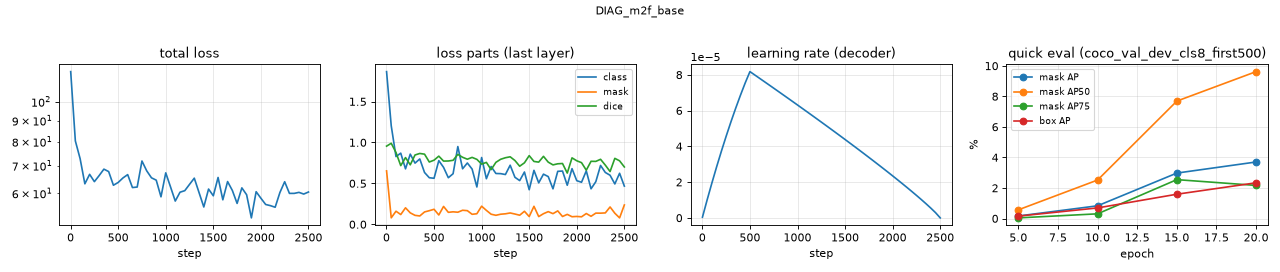 DIAG_m2f_base
total loss
10²
9 × 10¹
8 × 10¹
7 × 10¹
6 × 10¹
0
500
1000
1500
2000
2500
step
loss parts (last layer)
class
mask
dice
1.5
1.0
0.5
0.0
0
500
1000
1500
2000
2500
step
learning rate (decoder)
1e−5
8
6
4
2
0
0
500
1000
1500
2000
2500
step
quick eval (coco_val_dev_cls8_first500)
mask AP
mask AP50
mask AP75
box AP
%
10
8
6
4
2
0
5.0
7.5
10.0
12.5
15.0
17.5
20.0
epoch